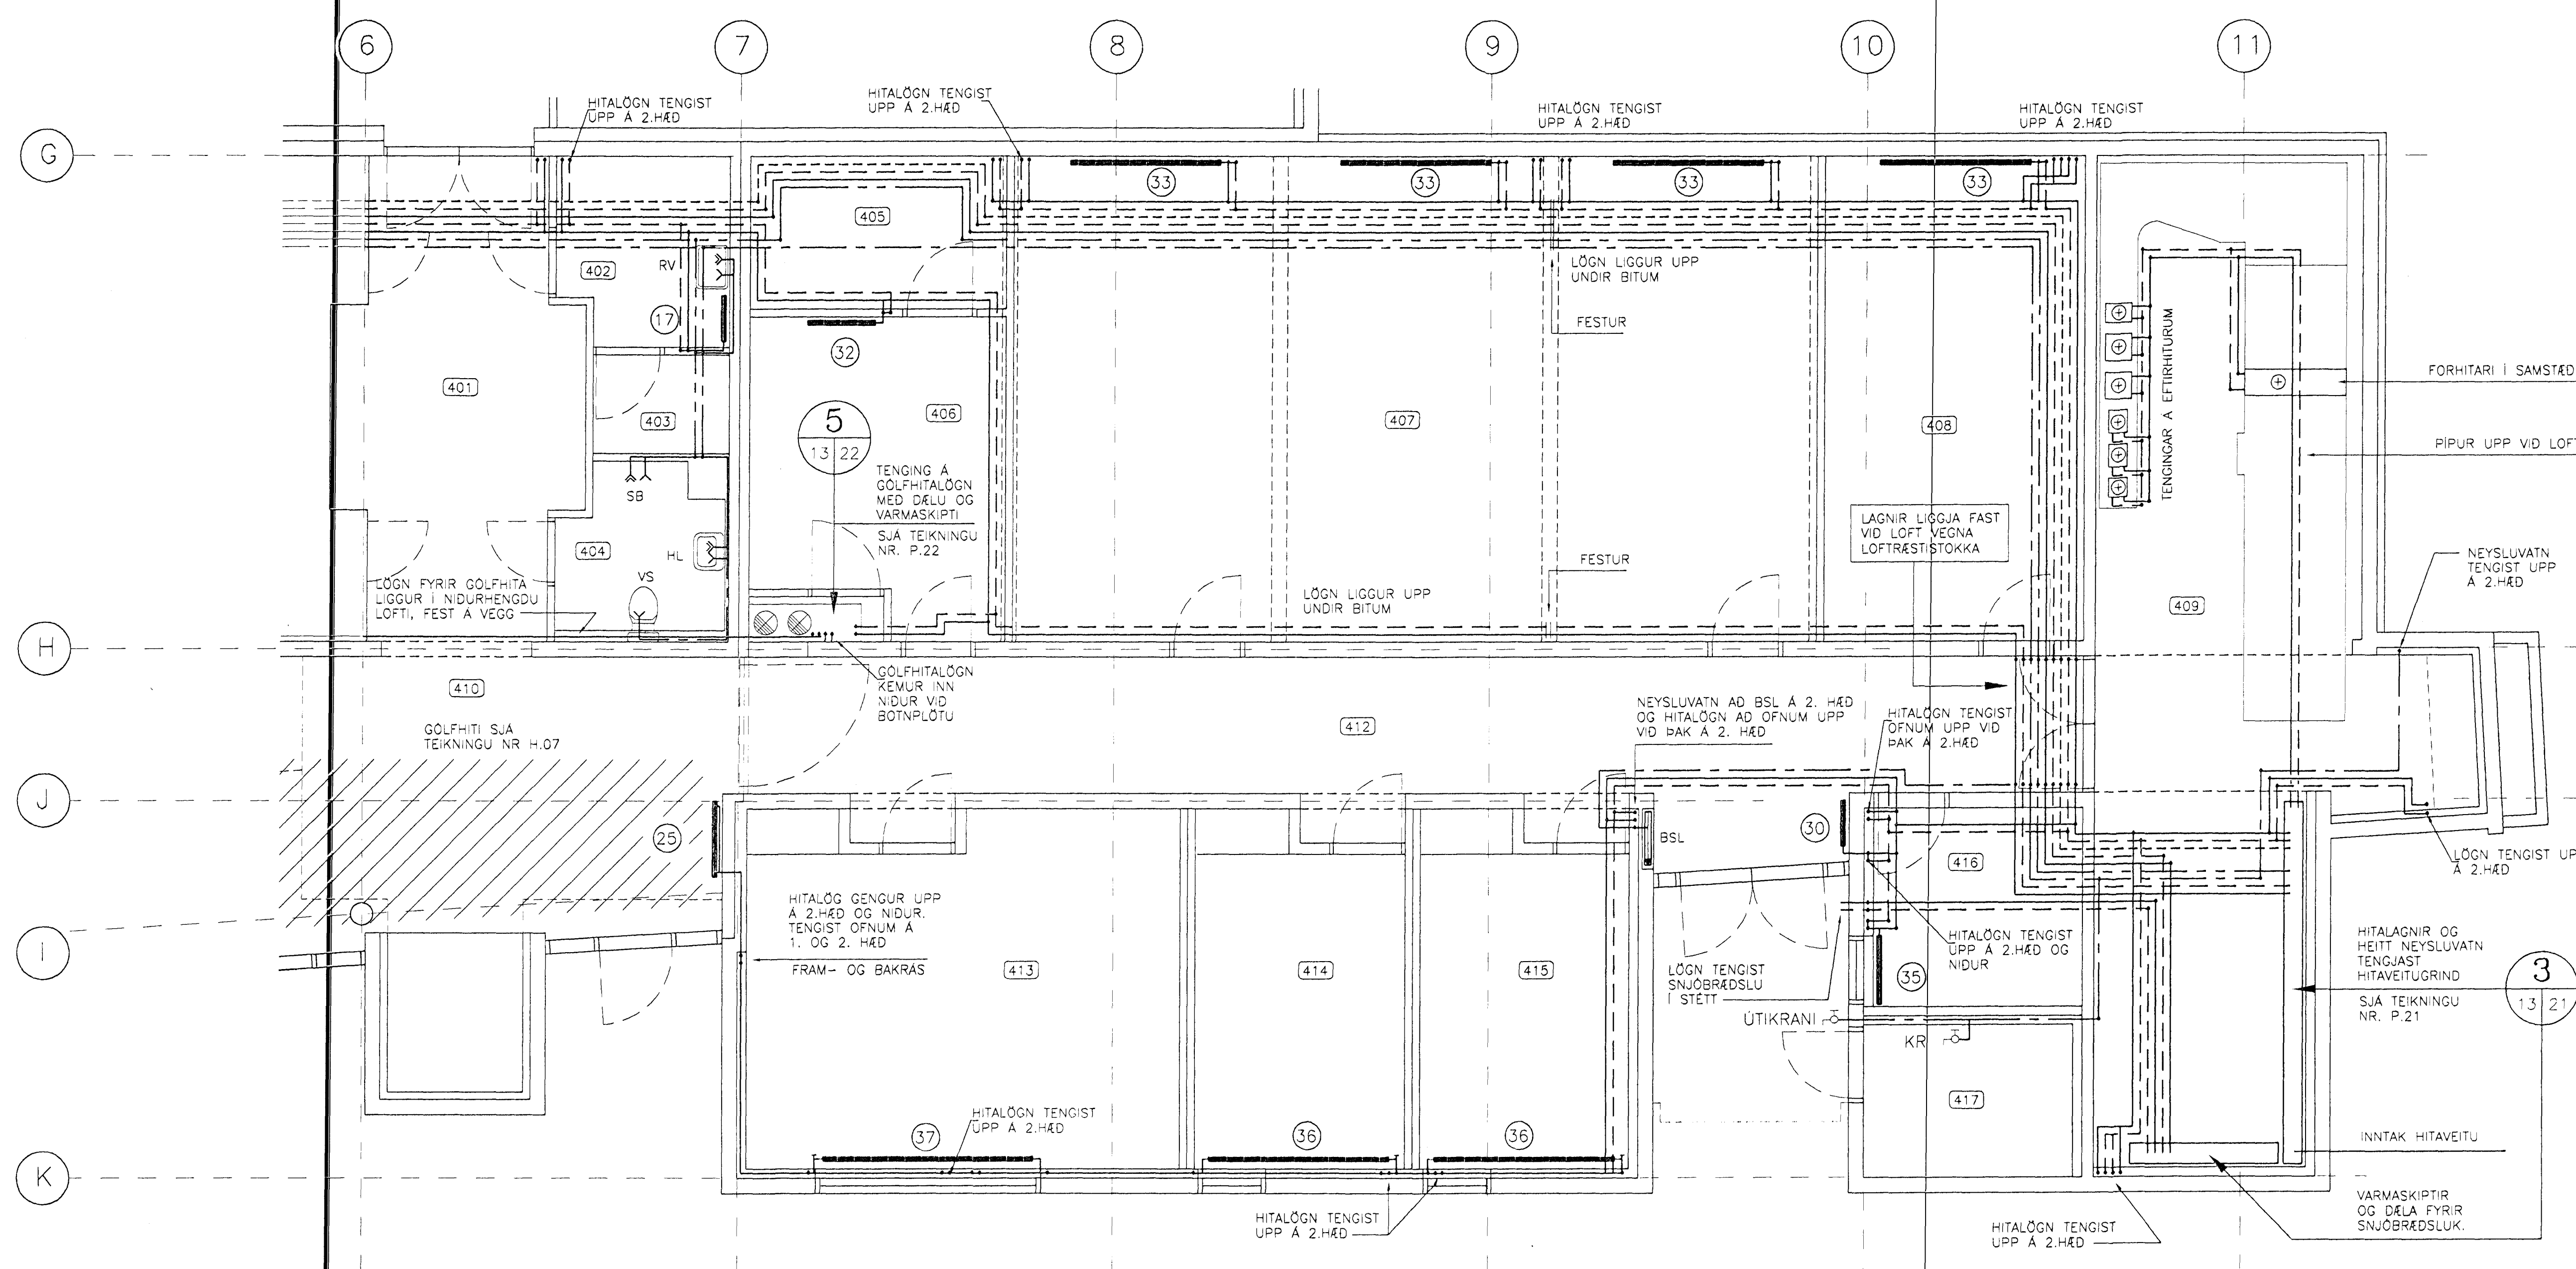 6
7
8
9
10
11
G
H
J
I
K
HITALÖGN TENGIST
UPP Á 2.HÆÐ
HITALÖGN TENGIST
UPP Á 2.HÆÐ
HITALÖGN TENGIST
UPP Á 2.HÆÐ
HITALÖGN TENGIST
UPP Á 2.HÆÐ
33
33
33
33
405
402
RV
17
32
401
403
406
407
408
5
13 22
TENGING Á
GÓLFHITALÖGN
MEÐ DÆLU OG
VARMASKIPTI
SJÁ TEIKNINGU
NR. P.22
LÖGN LIGGUR UPP
UNDIR BITUM
FESTUR
TENGINGAR Á EFTIRHITURUM
FORHITARI Í
PÍPUR UPP VIÐ
SB
HL
VS
404
LÖGN FYRIR GÓLFHITA
LIGGUR Í NIÐURHENGDU
LOFTI, FEST Á VEGG
LÖGN LIGGUR UPP
UNDIR BITUM
FESTUR
LAGNIR LIGGJA FAST
VIÐ LOFT VEGNA
LOFTRÆSTISTOKKA
409
NEYSLUVATN
TENGIST UPP
Á 2.HÆÐ
410
GÓLFHITI SJÁ
TEIKNINGU NR H.07
GÓLFHITALÖGN
KEMUR INN
NIÐUR VIÐ
BOTNPLÖTU
412
NEYSLUVATN AÐ BSL Á 2. HÆÐ
OG HITALÖGN AÐ OFNUM UPP
VIÐ ÞAK Á 2. HÆÐ
HITALÖGN TENGIST
OFNUM UPP VIÐ
ÞAK Á 2.HÆÐ
25
BSL
30
416
LÖGN TENGIST
Á 2.HÆÐ
HITALÖG GENGUR UPP
Á 2.HÆÐ OG NIÐUR.
TENGIST OFNUM Á
1. OG 2. HÆÐ
FRAM- OG BAKRÁS
413
414
415
LÖGN TENGIST
SNJÓBRÆÐSLU
Í STÉTT
HITALÖGN TENGIST
UPP Á 2.HÆÐ OG
NIÐUR
35
HITALAGNIR OG
HEITT NEYSLUVATN
TENGJAST
HITAVEITUGRIND
SJÁ TEIKNINGU
NR. P.21
3
13 21
ÚTIKRANI
KR
417
HITALÖGN TENGIST
UPP Á 2.HÆÐ
37
36
36
INNTAK HITAVEITU
HITALÖGN TENGIST
UPP Á 2.HÆÐ
HITALÖGN TENGIST
UPP Á 2.HÆÐ
VARMASKIPTIR
OG DÆLA FYRIR
SNJÓBRÆÐSLUK.